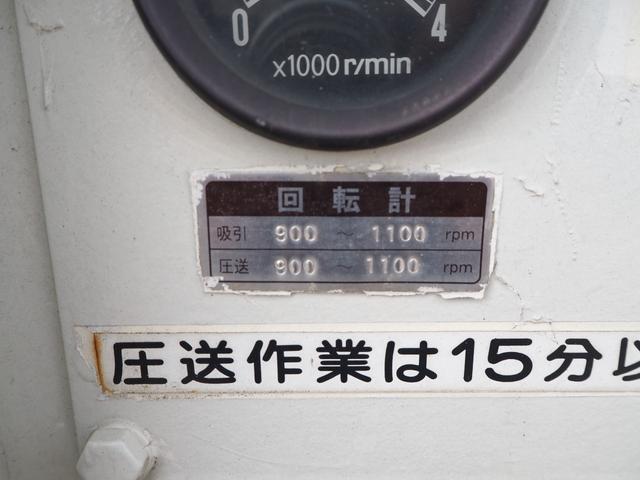 0 4
x1000 r/min
回転計
吸引 900 ～ 1100 rpm
圧送 900 ～ 1100 rpm
圧送作業は15分以